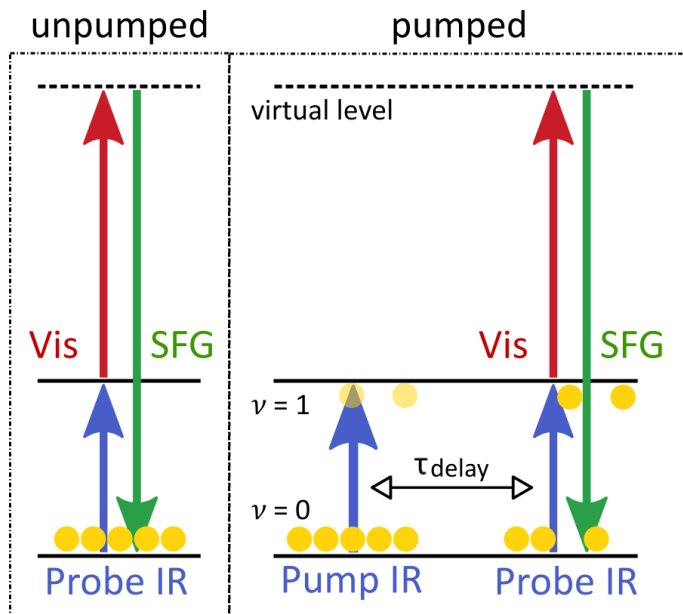 unpumped
pumped
virtual level
Vis
SFG
Vis
SFG
ν = 1
τdelay
ν = 0
Probe IR
Pump IR
Probe IR